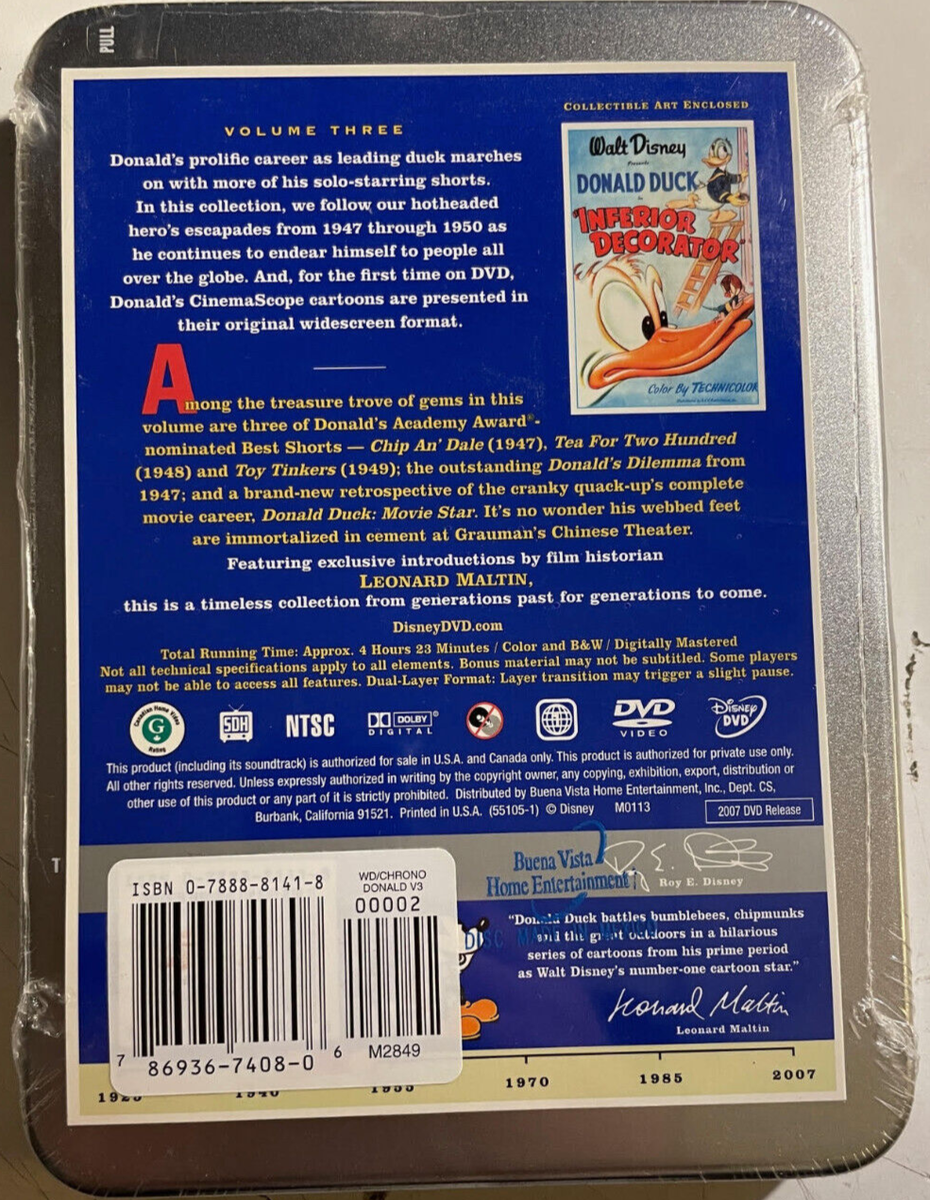 PULL
COLLECTIBLE ART ENCLOSED
VOLUME THREE
Donald's prolific career as leading duck marches
on with more of his solo-starring shorts.
In this collection, we follow our hotheaded
hero's escapades from 1947 through 1950 as
he continues to endear himself to people all
over the globe. And, for the first time on DVD,
Donald's CinemaScope cartoons are presented in
their original widescreen format.
Walt Disney
Presents
DONALD DUCK
in
"INFERIOR
DECORATOR"
Color By TECHNICOLOR
Among the treasure trove of gems in this
volume are three of Donald's Academy Award®-
nominated Best Shorts — Chip An' Dale (1947), Tea For Two Hundred
(1948) and Toy Tinkers (1949); the outstanding Donald's Dilemma from
1947; and a brand-new retrospective of the cranky quack-up's complete
movie career, Donald Duck: Movie Star. It's no wonder his webbed feet
are immortalized in cement at Grauman's Chinese Theater.
Featuring exclusive introductions by film historian
LEONARD MALTIN,
this is a timeless collection from generations past for generations to come.
DisneyDVD.com
Total Running Time: Approx. 4 Hours 23 Minutes / Color and B&W / Digitally Mastered
Not all technical specifications apply to all elements. Bonus material may not be subtitled. Some players
may not be able to access all features. Dual-Layer Format: Layer transition may trigger a slight pause.
Canadian Home Video
G
Rating
SDH
NTSC
DOLBY®
DIGITAL
1
DVD
VIDEO
DISNEY
DVD
This product (including its soundtrack) is authorized for sale in U.S.A. and Canada only. This product is authorized for private use only.
All other rights reserved. Unless expressly authorized in writing by the copyright owner, any copying, exhibition, export, distribution or
other use of this product or any part of it is strictly prohibited. Distributed by Buena Vista Home Entertainment, Inc., Dept. CS,
Burbank, California 91521. Printed in U.S.A. (55105-1) © Disney M0113
2007 DVD Release
T
Buena Vista
Home Entertainment
Roy E. Disney
ISBN 0-7888-8141-8
WD/CHRONO
DONALD V3
00002
7 86936-7408-0 6
M2849
DISC MADE IN MEXICO
"Donald Duck battles bumblebees, chipmunks
and the great outdoors in a hilarious
series of cartoons from his prime period
as Walt Disney's number-one cartoon star."
Leonard Maltin
Leonard Maltin
1970
1985
2007